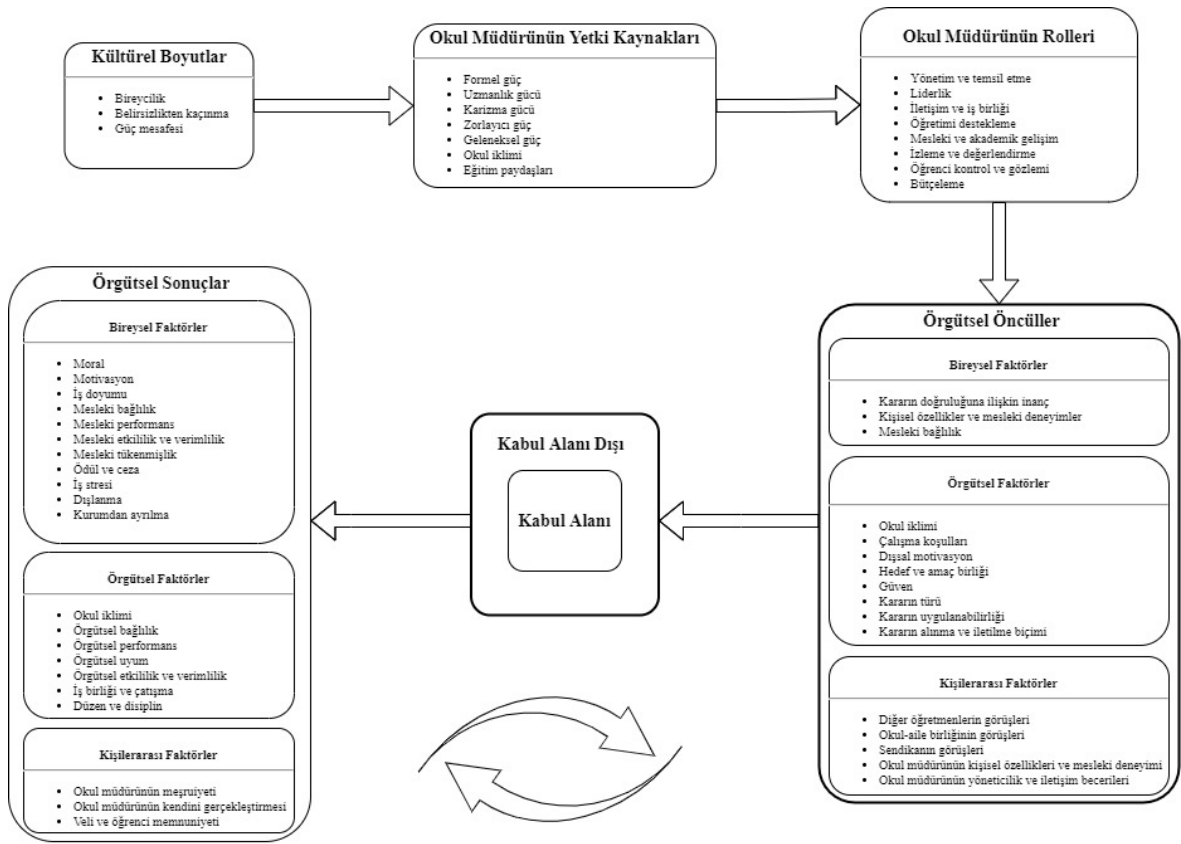 Kültürel Boyutlar
Bireycilik
Belirsizlikten kaçınma
Güç mesafesi
Okul Müdürünün Yetki Kaynakları
Formel güç
Uzmanlık gücü
Karizma gücü
Zorlayıcı güç
Geleneksel güç
Okul iklimi
Eğitim paydaşları
Okul Müdürünün Rolleri
Yönetim ve temsil etme
Liderlik
İletişim ve iş birliği
Öğretimi destekleme
Mesleki ve akademik gelişim
İzleme ve değerlendirme
Öğrenci kontrol ve gözlemi
Bütçeleme
Örgütsel Öncüller
Bireysel Faktörler
Kararın doğruluğuna ilişkin inanç
Kişisel özellikler ve mesleki deneyimler
Mesleki bağlılık
Örgütsel Faktörler
Okul iklimi
Çalışma koşulları
Dışsal motivasyon
Hedef ve amaç birliği
Güven
Kararın türü
Kararın uygulanabilirliği
Kararın alınma ve iletilme biçimi
Kişilerarası Faktörler
Diğer öğretmenlerin görüşleri
Okul-aile birliğinin görüşleri
Sendikanın görüşleri
Okul müdürünün kişisel özellikleri ve mesleki deneyimi
Okul müdürünün yöneticilik ve iletişim becerileri
Kabul Alanı Dışı
Kabul Alanı
Örgütsel Sonuçlar
Bireysel Faktörler
Moral
Motivasyon
İş doyumu
Mesleki bağlılık
Mesleki performans
Mesleki etkililik ve verimlilik
Mesleki tükenmişlik
Ödül ve ceza
İş stresi
Dışlanma
Kurumdan ayrılma
Örgütsel Faktörler
Okul iklimi
Örgütsel bağlılık
Örgütsel performans
Örgütsel uyum
Örgütsel etkililik ve verimlilik
İş birliği ve çatışma
Düzen ve disiplin
Kişilerarası Faktörler
Okul müdürünün meşruiyeti
Okul müdürünün kendini gerçekleştirmesi
Veli ve öğrenci memnuniyeti